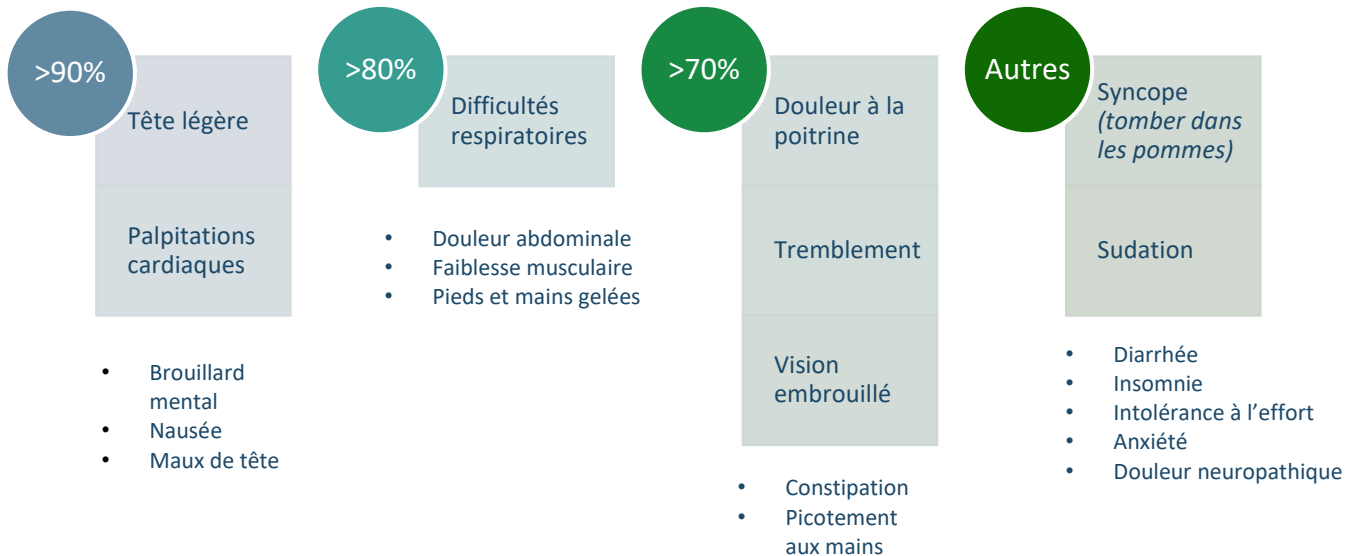 >90%
Tête légère
Palpitations
cardiaques
• Brouillard
mental
• Nausée
• Maux de tête
>80%
Difficultés
respiratoires
• Douleur abdominale
• Faiblesse musculaire
• Pieds et mains gelées
>70%
Douleur à la
poitrine
Tremblement
Vision
embrouillé
• Constipation
• Picotement
aux mains
Autres
Syncope
(tomber dans
les pommes)
Sudation
• Diarrhée
• Insomnie
• Intolérance à l’effort
• Anxiété
• Douleur neuropathique